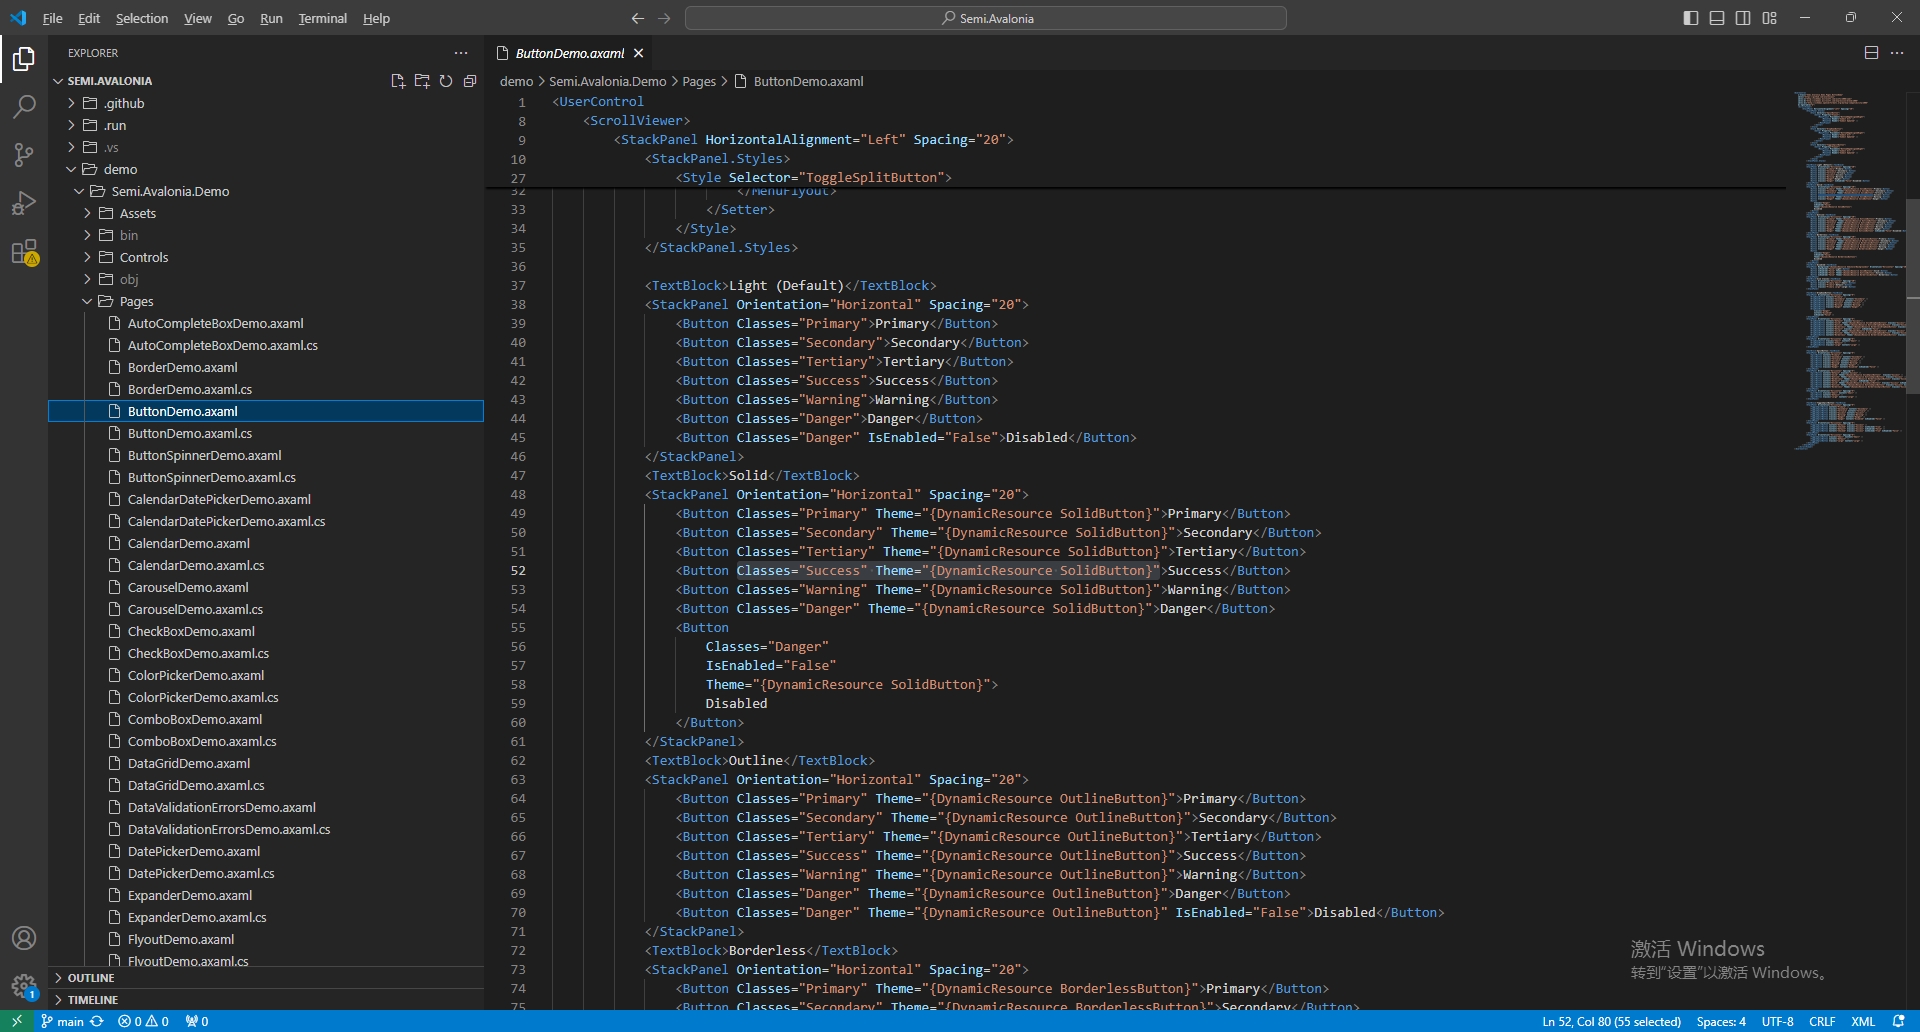 File Edit Selection View Go Run Terminal Help
Semi.Avalonia
EXPLORER
SEMI.AVALONIA
.github
.run
.vs
demo
Semi.Avalonia.Demo
Assets
bin
Controls
obj
Pages
AutoCompleteBoxDemo.axaml
AutoCompleteBoxDemo.axaml.cs
BorderDemo.axaml
BorderDemo.axaml.cs
ButtonDemo.axaml
ButtonDemo.axaml.cs
ButtonSpinnerDemo.axaml
ButtonSpinnerDemo.axaml.cs
CalendarDatePickerDemo.axaml
CalendarDatePickerDemo.axaml.cs
CalendarDemo.axaml
CalendarDemo.axaml.cs
CarouselDemo.axaml
CarouselDemo.axaml.cs
CheckBoxDemo.axaml
CheckBoxDemo.axaml.cs
ColorPickerDemo.axaml
ColorPickerDemo.axaml.cs
ComboBoxDemo.axaml
ComboBoxDemo.axaml.cs
DataGridDemo.axaml
DataGridDemo.axaml.cs
DataValidationErrorsDemo.axaml
DataValidationErrorsDemo.axaml.cs
DatePickerDemo.axaml
DatePickerDemo.axaml.cs
ExpanderDemo.axaml
ExpanderDemo.axaml.cs
FlyoutDemo.axaml
FlyoutDemo.axaml.cs
OUTLINE
TIMELINE
ButtonDemo.axaml
demo > Semi.Avalonia.Demo > Pages > ButtonDemo.axaml
1 <UserControl
8 <ScrollViewer>
9 <StackPanel HorizontalAlignment="Left" Spacing="20">
10 <StackPanel.Styles>
27 <Style Selector="ToggleSplitButton">
32 </MenuFlyout>
33 </Setter>
34 </Style>
35 </StackPanel.Styles>
36
37 <TextBlock>Light (Default)</TextBlock>
38 <StackPanel Orientation="Horizontal" Spacing="20">
39 <Button Classes="Primary">Primary</Button>
40 <Button Classes="Secondary">Secondary</Button>
41 <Button Classes="Tertiary">Tertiary</Button>
42 <Button Classes="Success">Success</Button>
43 <Button Classes="Warning">Warning</Button>
44 <Button Classes="Danger">Danger</Button>
45 <Button Classes="Danger" IsEnabled="False">Disabled</Button>
46 </StackPanel>
47 <TextBlock>Solid</TextBlock>
48 <StackPanel Orientation="Horizontal" Spacing="20">
49 <Button Classes="Primary" Theme="{DynamicResource SolidButton}">Primary</Button>
50 <Button Classes="Secondary" Theme="{DynamicResource SolidButton}">Secondary</Button>
51 <Button Classes="Tertiary" Theme="{DynamicResource SolidButton}">Tertiary</Button>
52 <Button Classes="Success" Theme="{DynamicResource SolidButton}">Success</Button>
53 <Button Classes="Warning" Theme="{DynamicResource SolidButton}">Warning</Button>
54 <Button Classes="Danger" Theme="{DynamicResource SolidButton}">Danger</Button>
55 <Button
56 Classes="Danger"
57 IsEnabled="False"
58 Theme="{DynamicResource SolidButton}">
59 Disabled
60 </Button>
61 </StackPanel>
62 <TextBlock>Outline</TextBlock>
63 <StackPanel Orientation="Horizontal" Spacing="20">
64 <Button Classes="Primary" Theme="{DynamicResource OutlineButton}">Primary</Button>
65 <Button Classes="Secondary" Theme="{DynamicResource OutlineButton}">Secondary</Button>
66 <Button Classes="Tertiary" Theme="{DynamicResource OutlineButton}">Tertiary</Button>
67 <Button Classes="Success" Theme="{DynamicResource OutlineButton}">Success</Button>
68 <Button Classes="Warning" Theme="{DynamicResource OutlineButton}">Warning</Button>
69 <Button Classes="Danger" Theme="{DynamicResource OutlineButton}">Danger</Button>
70 <Button Classes="Danger" Theme="{DynamicResource OutlineButton}" IsEnabled="False">Disabled</Button>
71 </StackPanel>
72 <TextBlock>Borderless</TextBlock>
73 <StackPanel Orientation="Horizontal" Spacing="20">
74 <Button Classes="Primary" Theme="{DynamicResource BorderlessButton}">Primary</Button>
75 <Button Classes="Secondary" Theme="{DynamicResource BorderlessButton}">Secondary</Button>
激活 Windows
转到“设置”以激活 Windows。
main 0 0 0
Ln 52, Col 80 (55 selected) Spaces: 4 UTF-8 CRLF XML
1